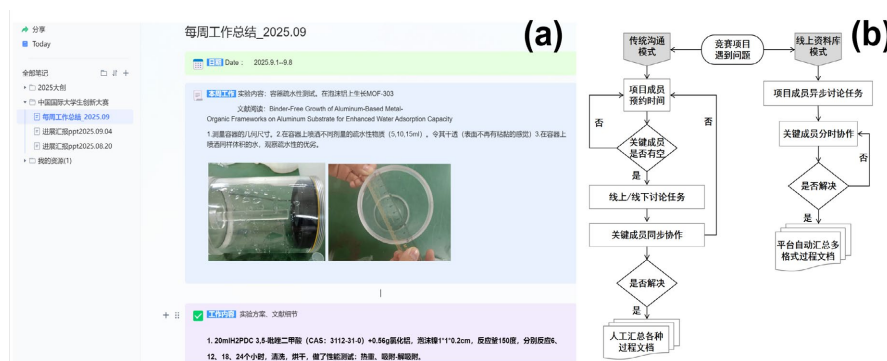 分享
Today
全部笔记
2025大创
中国国际大学生创新大赛
每周工作总结 2025.09
进展汇报ppt2025.09.04
进展汇报ppt2025.08.20
我的资源(1)
每周工作总结_2025.09
(a)
日期 Date： 2025.9.1--9.8
本周工作 实验内容：容器疏水性测试。在泡沫铝上生长MOF-303
文献阅读：Binder-Free Growth of Aluminum-Based Metal-
Organic Frameworks on Aluminum Substrate for Enhanced Water Adsorption Capacity
1.测量容器的几何尺寸。2.在容器上喷洒不同剂量的疏水性物质（5,10,15ml），令其干透（表面不再有粘黏的感觉）3.在容器上
喷洒同样体积的水，观察疏水性的优劣。
工作内容 实验方案、文献细节
1. 20mlH2PDC 3,5-吡唑二甲酸（CAS：3112-31-0）+0.56g氯化铝，泡沫镍1*1*0.2cm，反应釜150度，分别反应6、
12、18、24个小时，清洗，烘干，做了性能测试：热重、吸附-解吸附。
(b)
传统沟通
模式
竞赛项目
遇到问题
线上资料库
模式
项目成员
预约时间
否
关键成员
是否有空
是
线上/线下讨论任务
关键成员同步协作
是否解决
是
人工汇总各种
过程文档
否
项目成员异步讨论任务
关键成员分时协作
否
是否解决
是
平台自动汇总多
格式过程文档